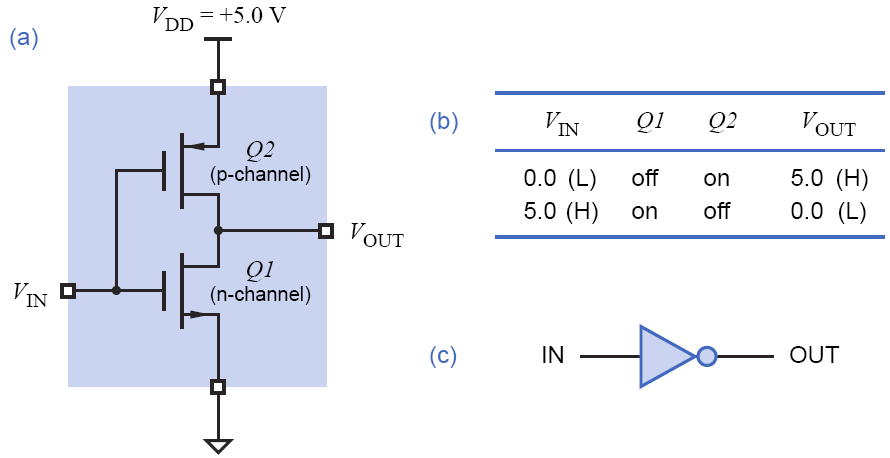 (a)
VDD = +5.0 V
Q2
(p-channel)
VOUT
Q1
(n-channel)
VIN
(b)
VIN Q1 Q2 VOUT
0.0 (L) off on 5.0 (H)
5.0 (H) on off 0.0 (L)
(c)
IN OUT